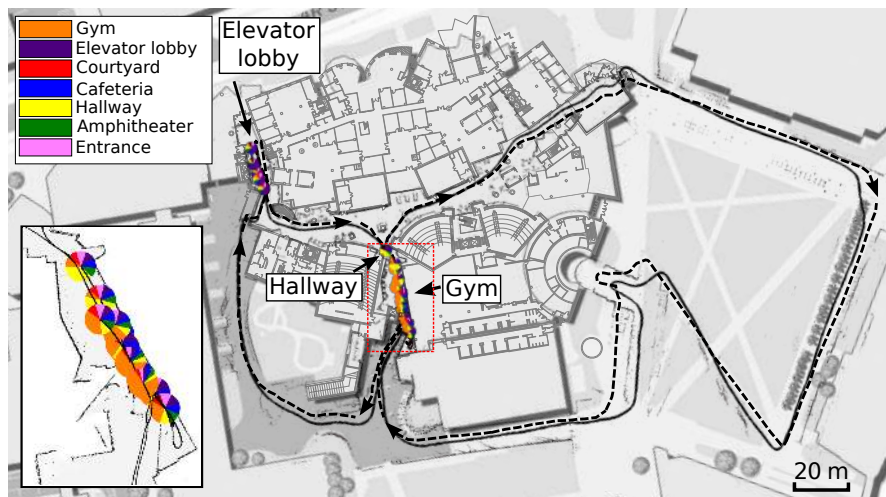 Gym
Elevator lobby
Courtyard
Cafeteria
Hallway
Amphitheater
Entrance
Elevator
lobby
Hallway
Gym
20 m